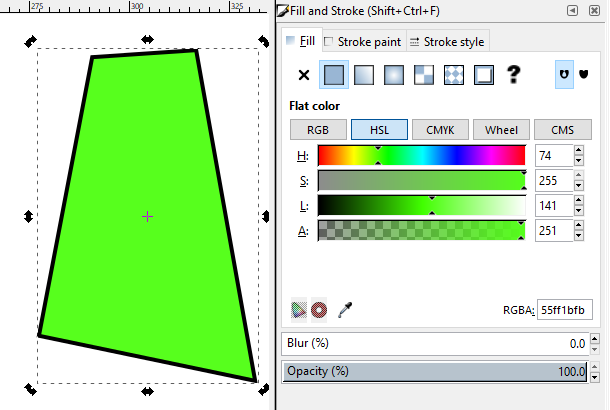 275 300 325
Fill and Stroke (Shift+Ctrl+F)
Fill Stroke paint Stroke style
?
Flat color
RGB HSL CMYK Wheel CMS
H: 74
S: 255
L: 141
A: 251
RGBA: 55ff1bfb
Blur (%) 0.0
Opacity (%) 100.0